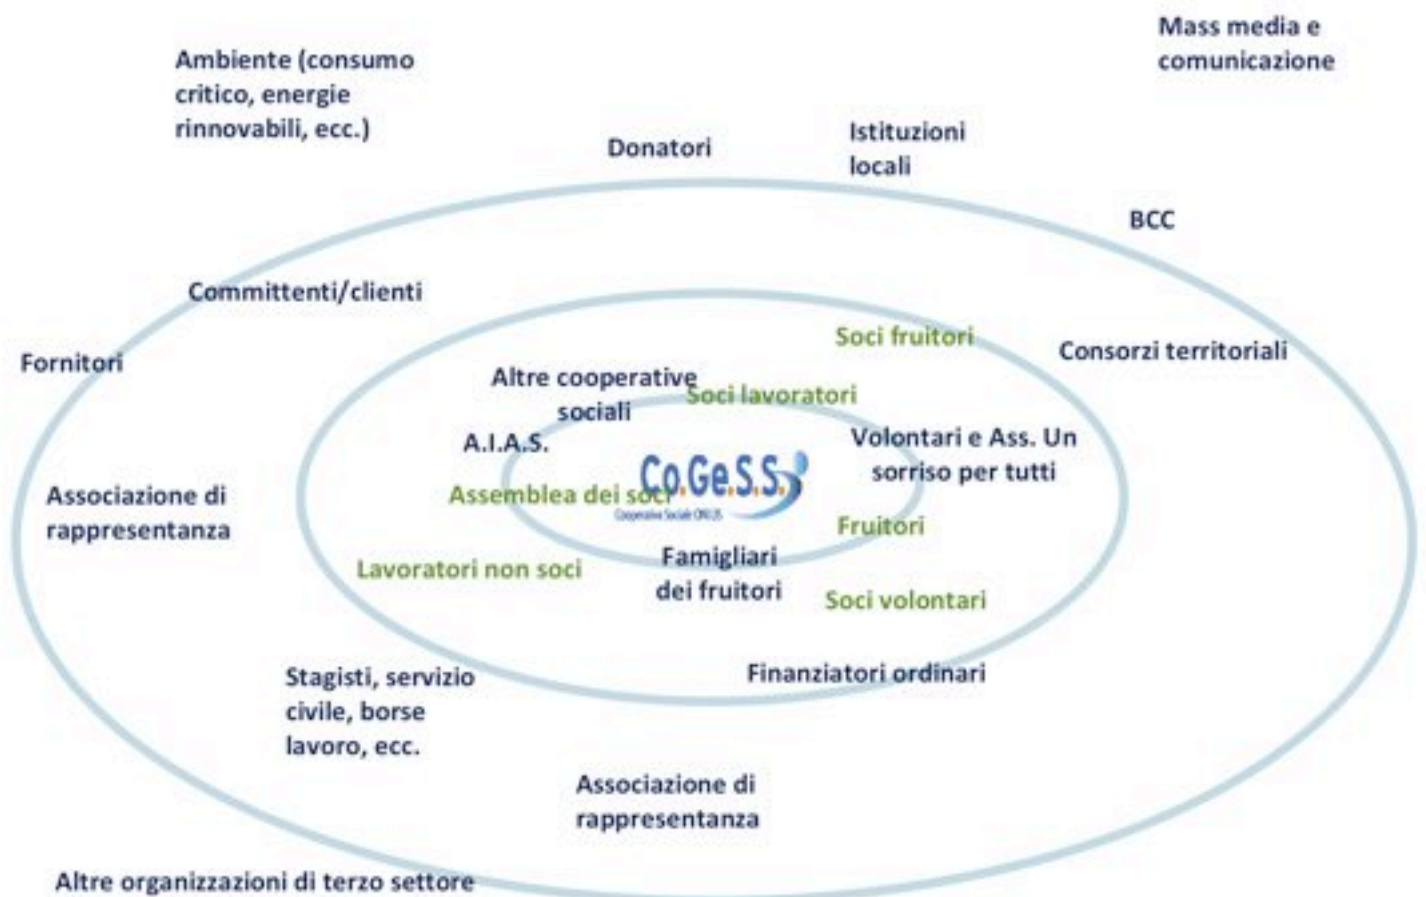 Mass media e
comunicazione
Ambiente (consumo
critico, energie
rinnovabili, ecc.)
Donatori
Istituzioni
locali
BCC
Committenti/clienti
Soci fruitori
Fornitori
Consorzi territoriali
Altre cooperative
sociali
Soci lavoratori
A.I.A.S.
Volontari e Ass. Un
sorriso per tutti
Co.Ge.S.S.
Cooperativa Sociale ONLUS
Associazione di
rappresentanza
Assemblea dei soci
Fruitori
Lavoratori non soci
Famigliari
dei fruitori
Soci volontari
Stagisti, servizio
civile, borse
lavoro, ecc.
Finanziatori ordinari
Associazione di
rappresentanza
Altre organizzazioni di terzo settore